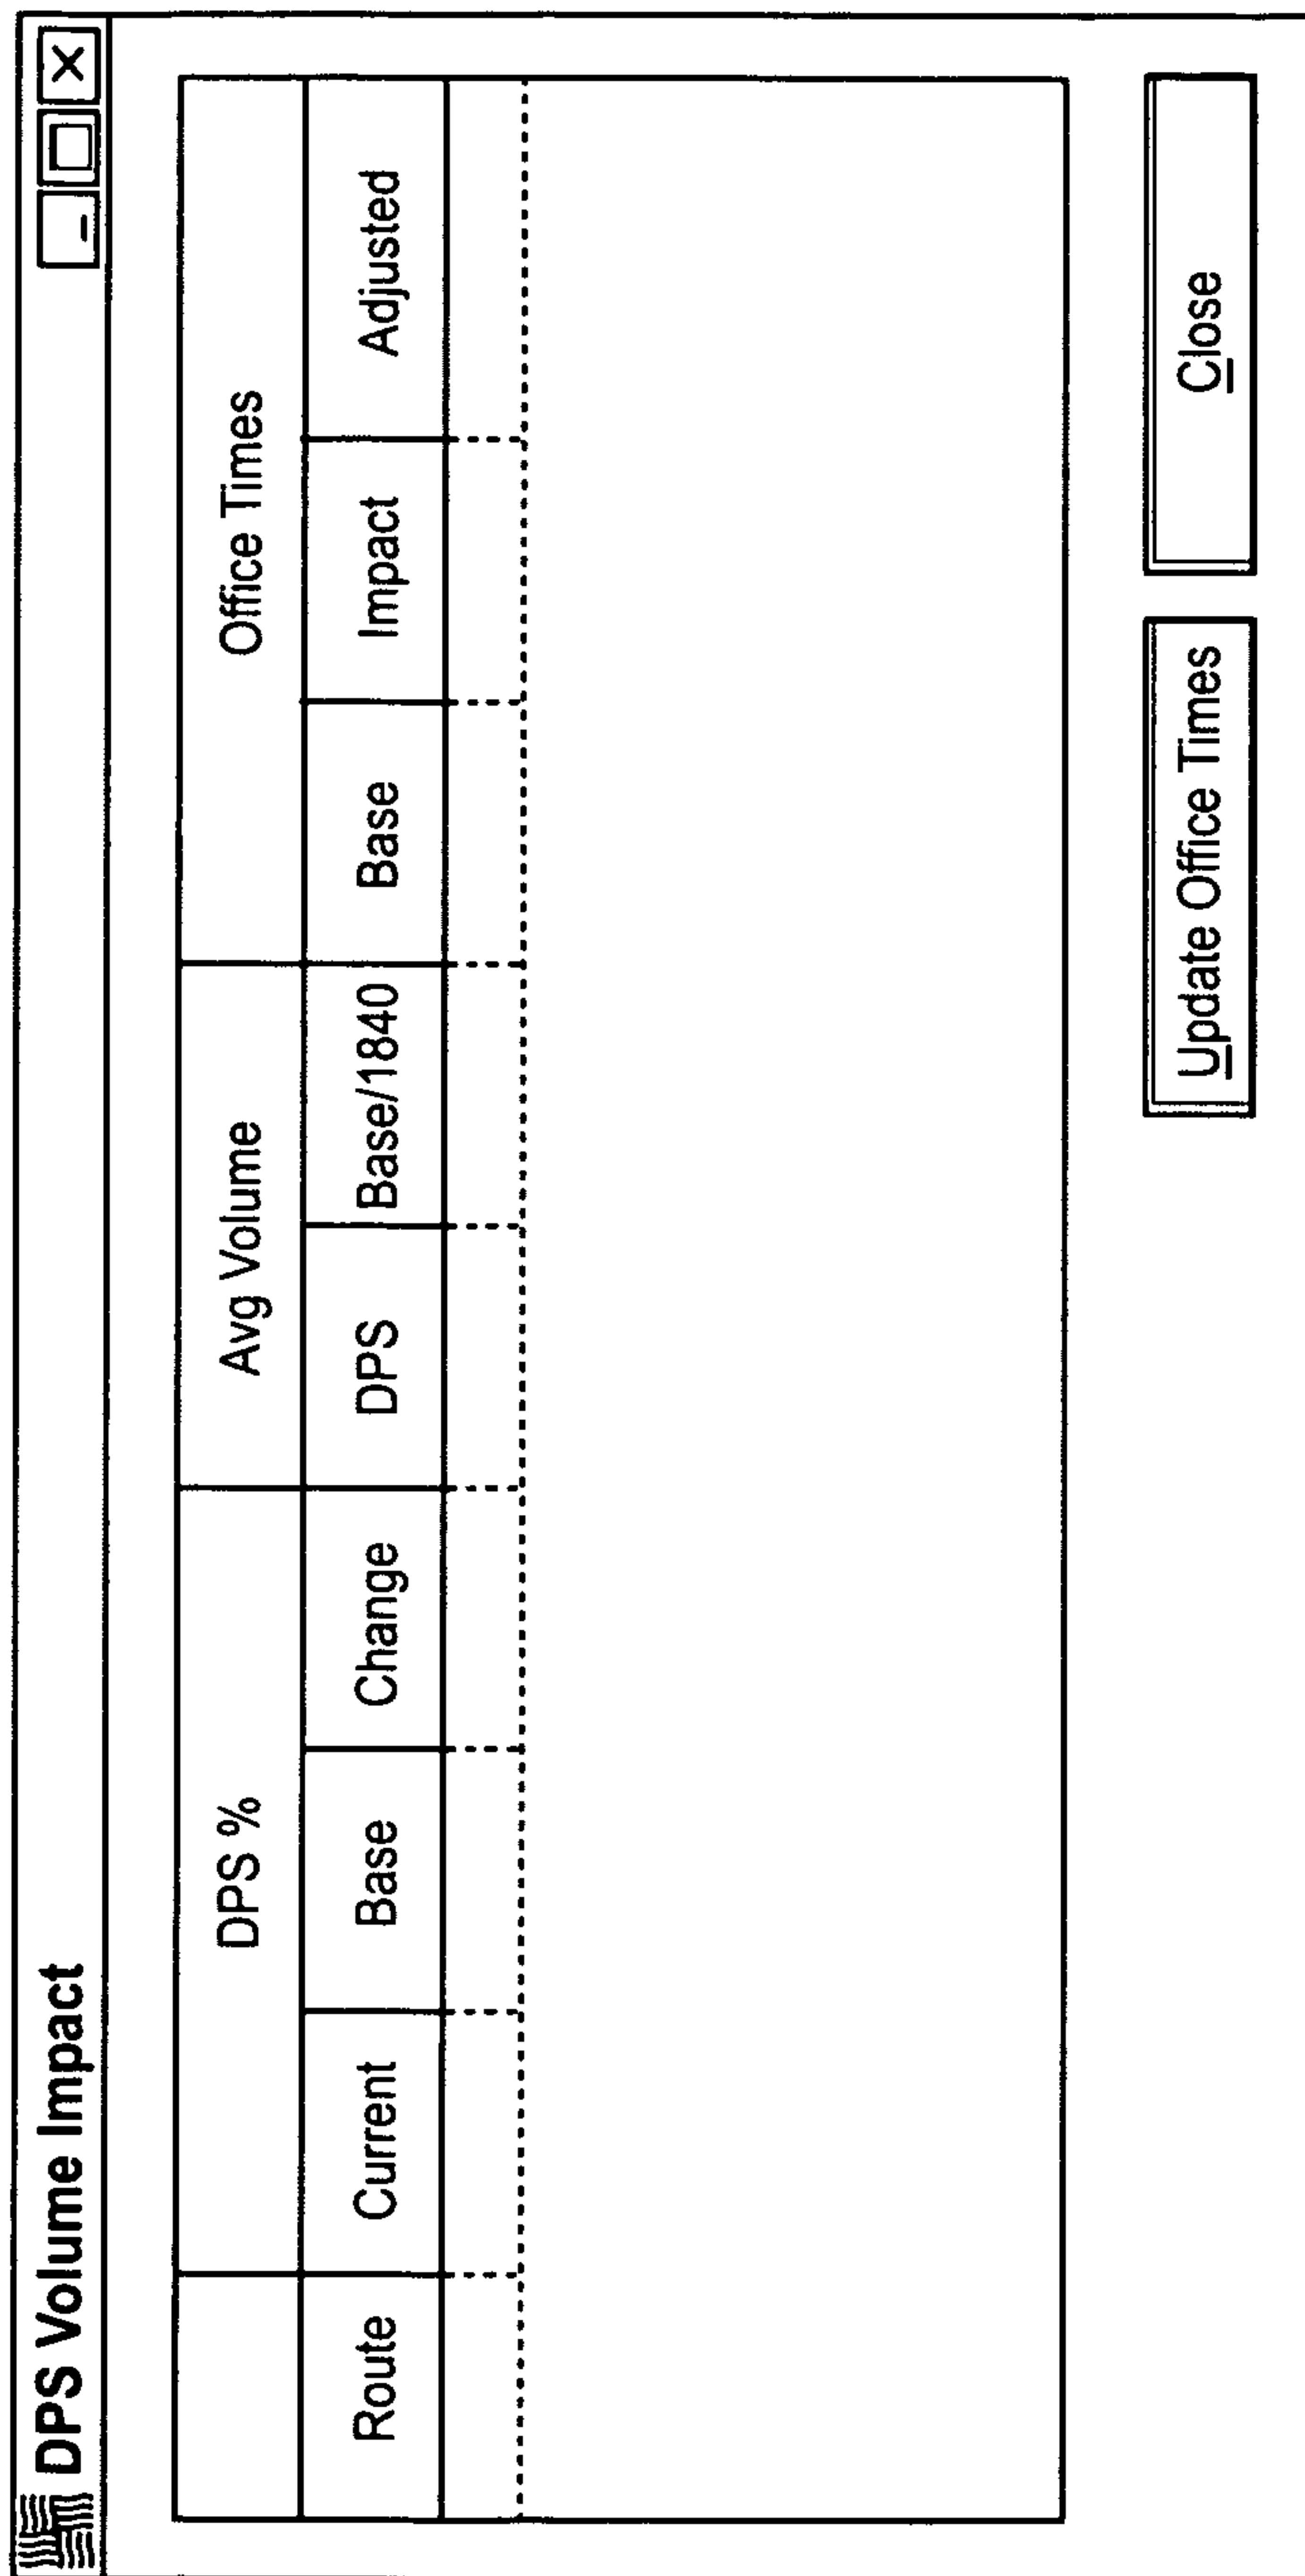 DPS Volume Impact
DPS % Avg Volume Office Times
Route Current Base Change DPS Base/1840 Base Impact Adjusted
Update Office Times Close